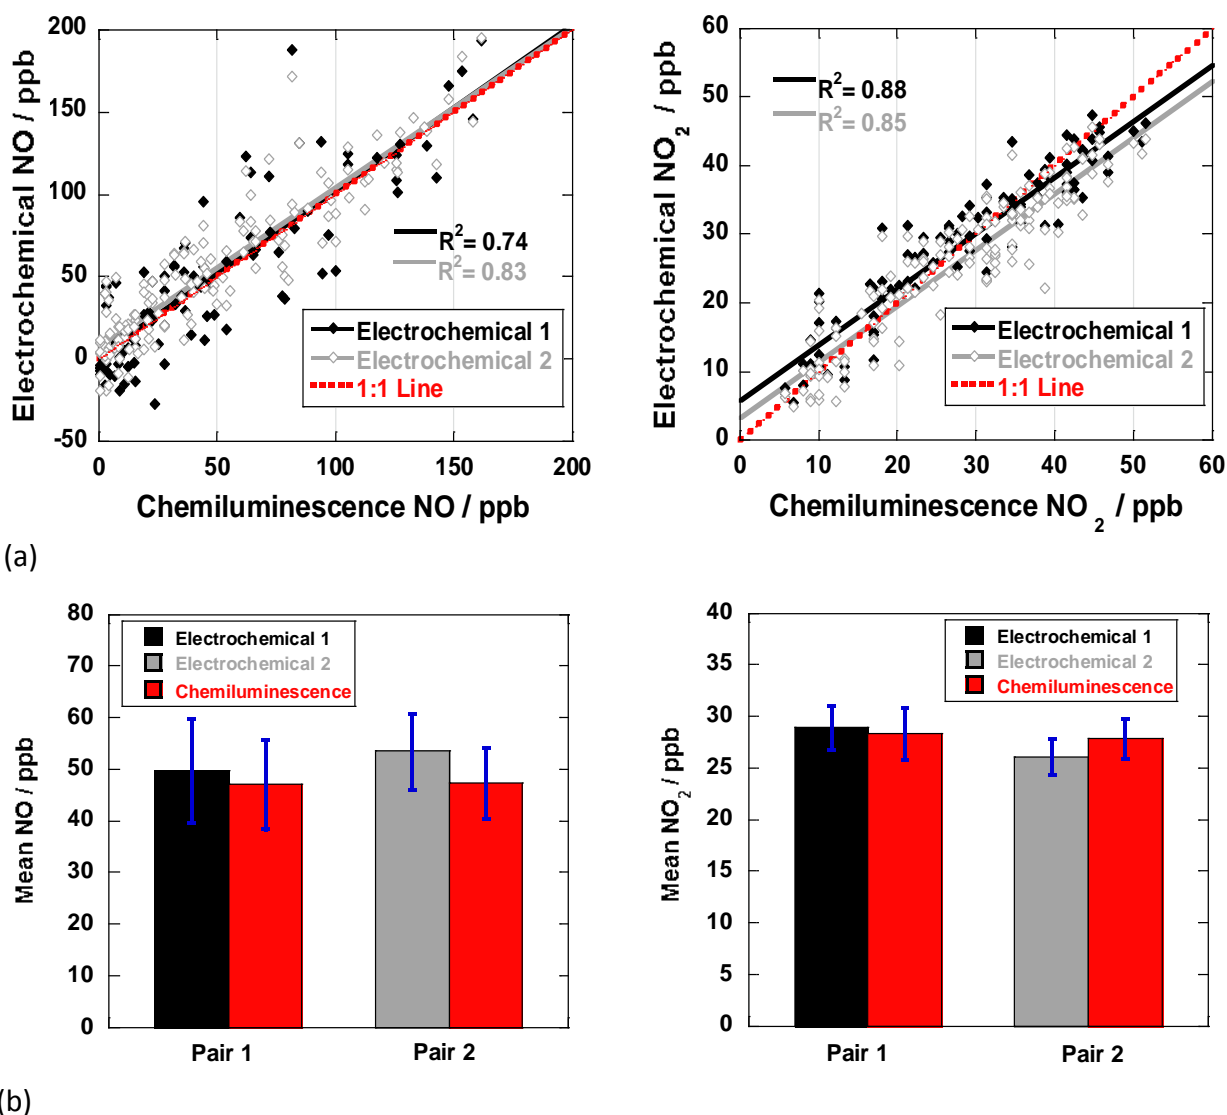 200
150
100
50
0
-50
Electrochemical NO / ppb
R2= 0.74
R2= 0.83
Electrochemical 1
Electrochemical 2
1:1 Line
0 50 100 150 200
Chemiluminescence NO / ppb
60
50
40
30
20
10
0
Electrochemical NO2 / ppb
R2= 0.88
R2= 0.85
Electrochemical 1
Electrochemical 2
1:1 Line
0 10 20 30 40 50 60
Chemiluminescence NO2 / ppb
(a)
80
70
60
50
40
30
20
10
0
Mean NO / ppb
Electrochemical 1
Electrochemical 2
Chemiluminescence
Pair 1 Pair 2
40
35
30
25
20
15
10
5
0
Mean NO2 / ppb
Electrochemical 1
Electrochemical 2
Chemiluminescence
Pair 1 Pair 2
(b)